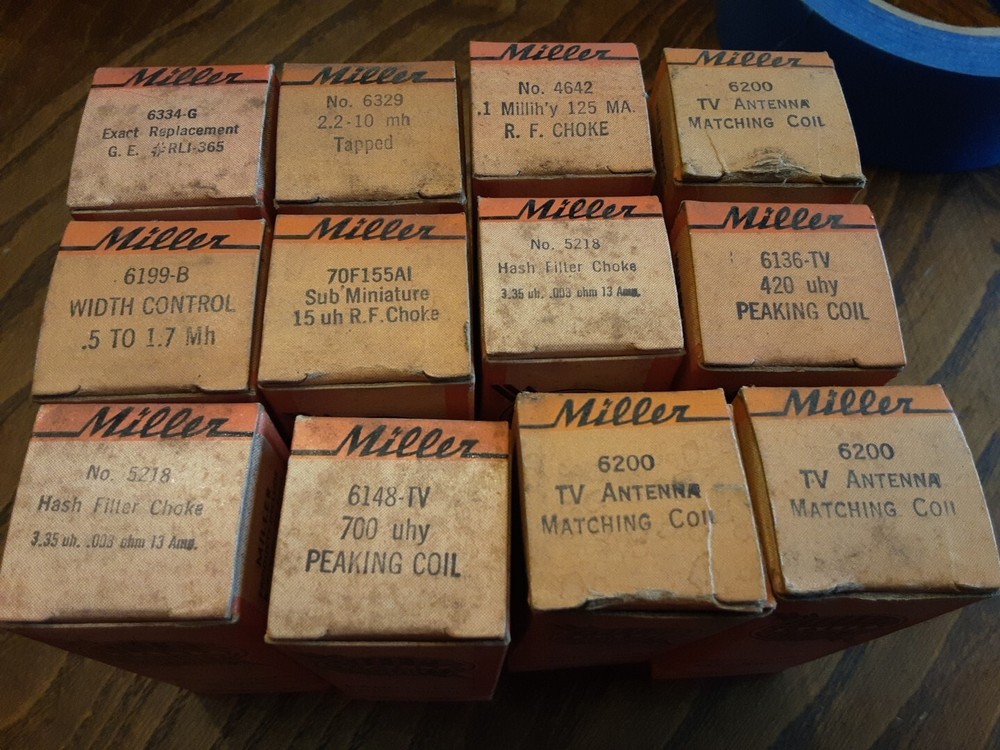 Miller
6334-G
Exact Replacement
G. E. #RLI-365
Miller
No. 6329
2.2-10 mh
Tapped
Miller
No. 4642
.1 Millih'y 125 MA.
R. F. CHOKE
Miller
6200
TV ANTENNA
MATCHING COIL
Miller
6199-B
WIDTH CONTROL
.5 TO 1.7 Mh
Miller
70F155AI
Sub Miniature
15 uh R.F. Choke
Miller
No. 5218
Hash Filter Choke
3.35 uh. .003 ohm 13 Amp.
Miller
6136-TV
420 uhy
PEAKING COIL
Miller
No. 5218
Hash Filter Choke
3.35 uh. .003 ohm 13 Amp.
Miller
6148-TV
700 uhy
PEAKING COIL
Miller
6200
TV ANTENNA
MATCHING COIL
Miller
6200
TV ANTENNA
MATCHING COIL